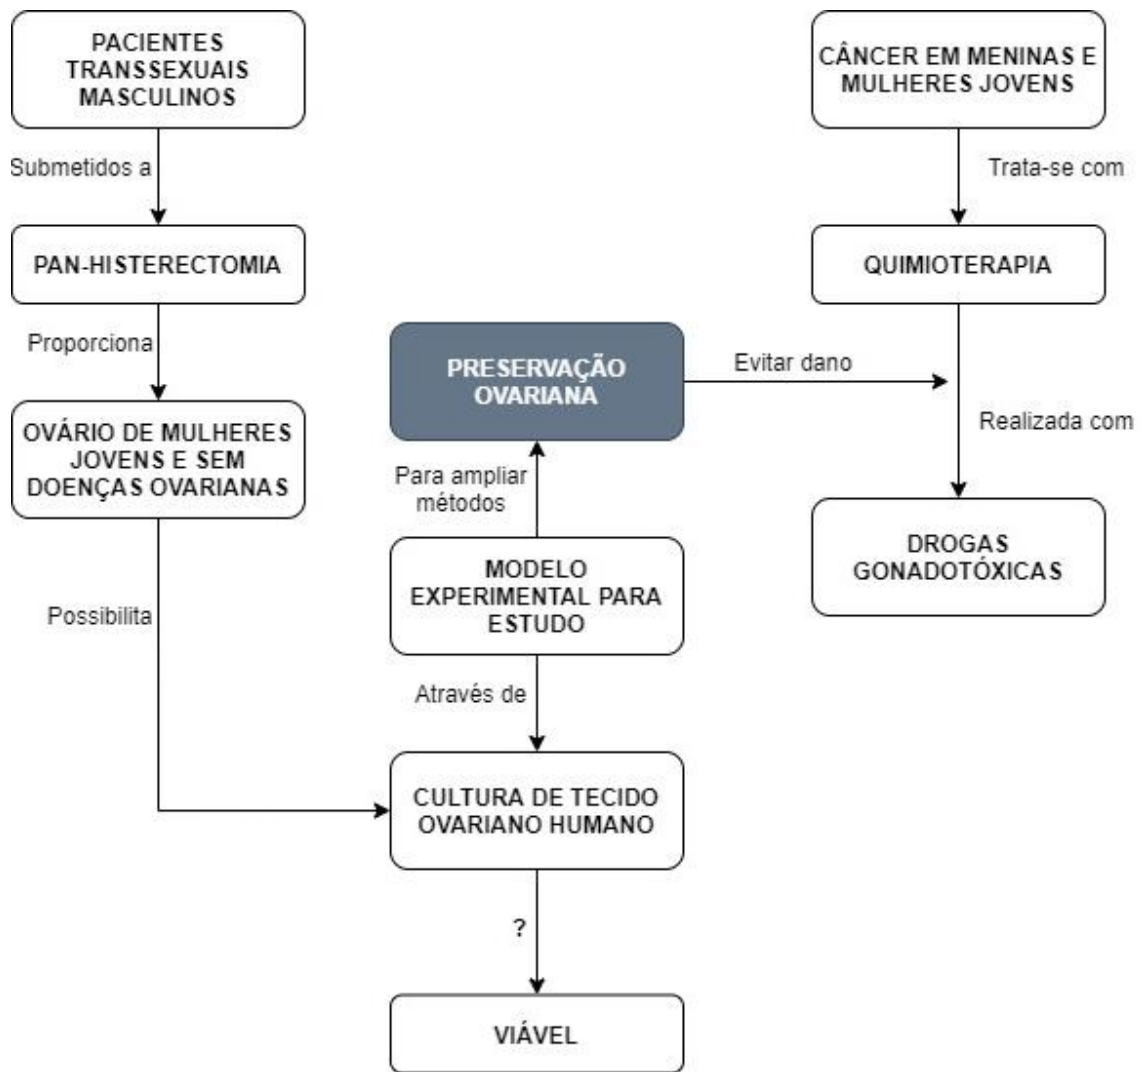 PACIENTES
TRANSSEXUAIS
MASCULINOS
Submetidos a
PAN-HISTERECTOMIA
Proporciona
OVÁRIO DE MULHERES
JOVENS E SEM
DOENÇAS OVARIANAS
Possibilita
PRESERVAÇÃO
OVARIANA
Evitar dano
Para ampliar
métodos
MODELO
EXPERIMENTAL PARA
ESTUDO
Através de
CULTURA DE TECIDO
OVARIANO HUMANO
?
VIÁVEL
CÂNCER EM MENINAS E
MULHERES JOVENS
Trata-se com
QUIMIOTERAPIA
Realizada com
DROGAS
GONADOTÓXICAS